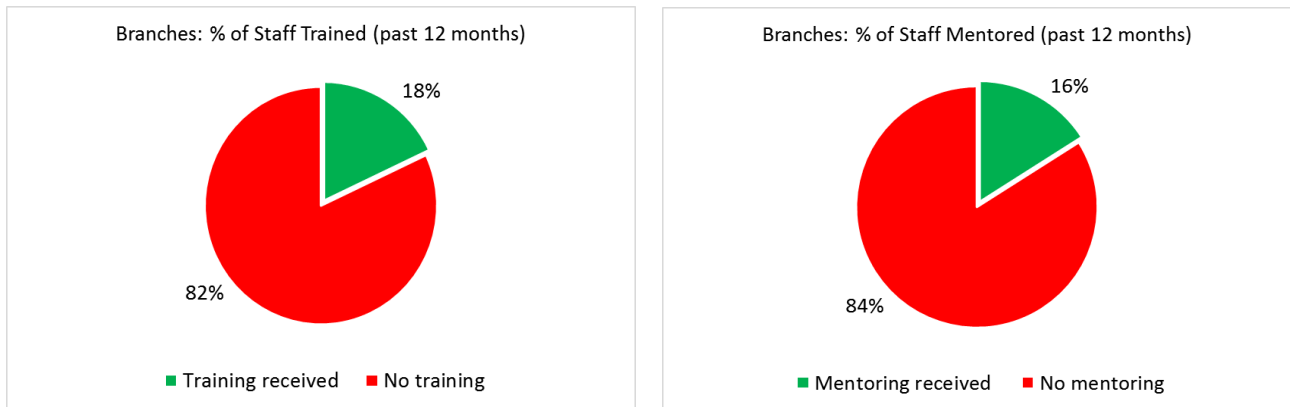 Branches: % of Staff Trained (past 12 months)
18%
82%
Training received
No training
Branches: % of Staff Mentored (past 12 months)
16%
84%
Mentoring received
No mentoring